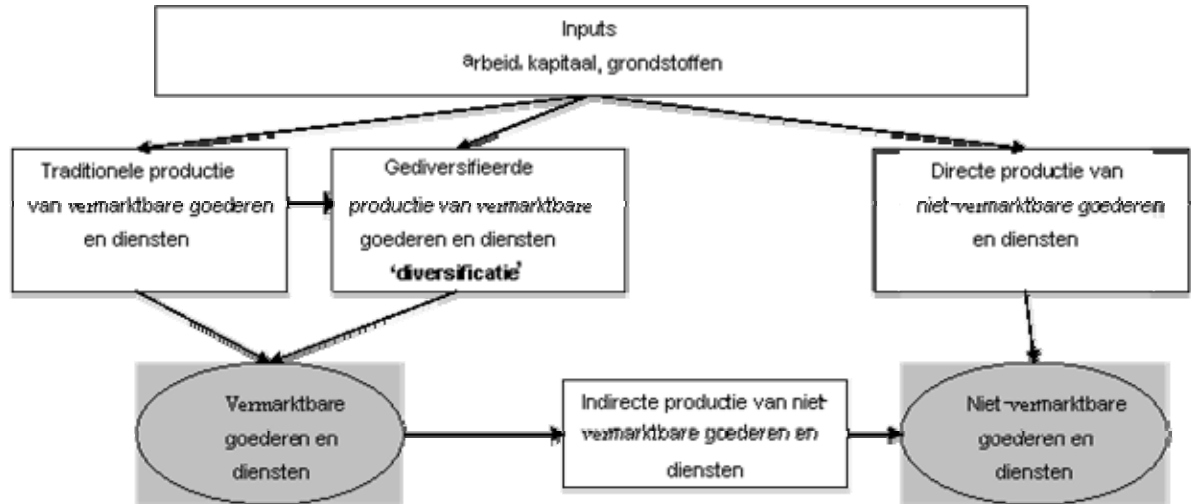 Inputs
arbeid, kapitaal, grondstoffen
Traditionele productie
van vermarktbare goederen
en diensten
Gediversifieerde
productie van vermarktbare
goederen en diensten
‘diversificatie’
Directe productie van
niet-vermarktbare goederen
en diensten
Vermarktbare
goederen en
diensten
Indirecte productie van niet-
vermarktbare goederen en
diensten
Niet-vermarktbare
goederen en
diensten